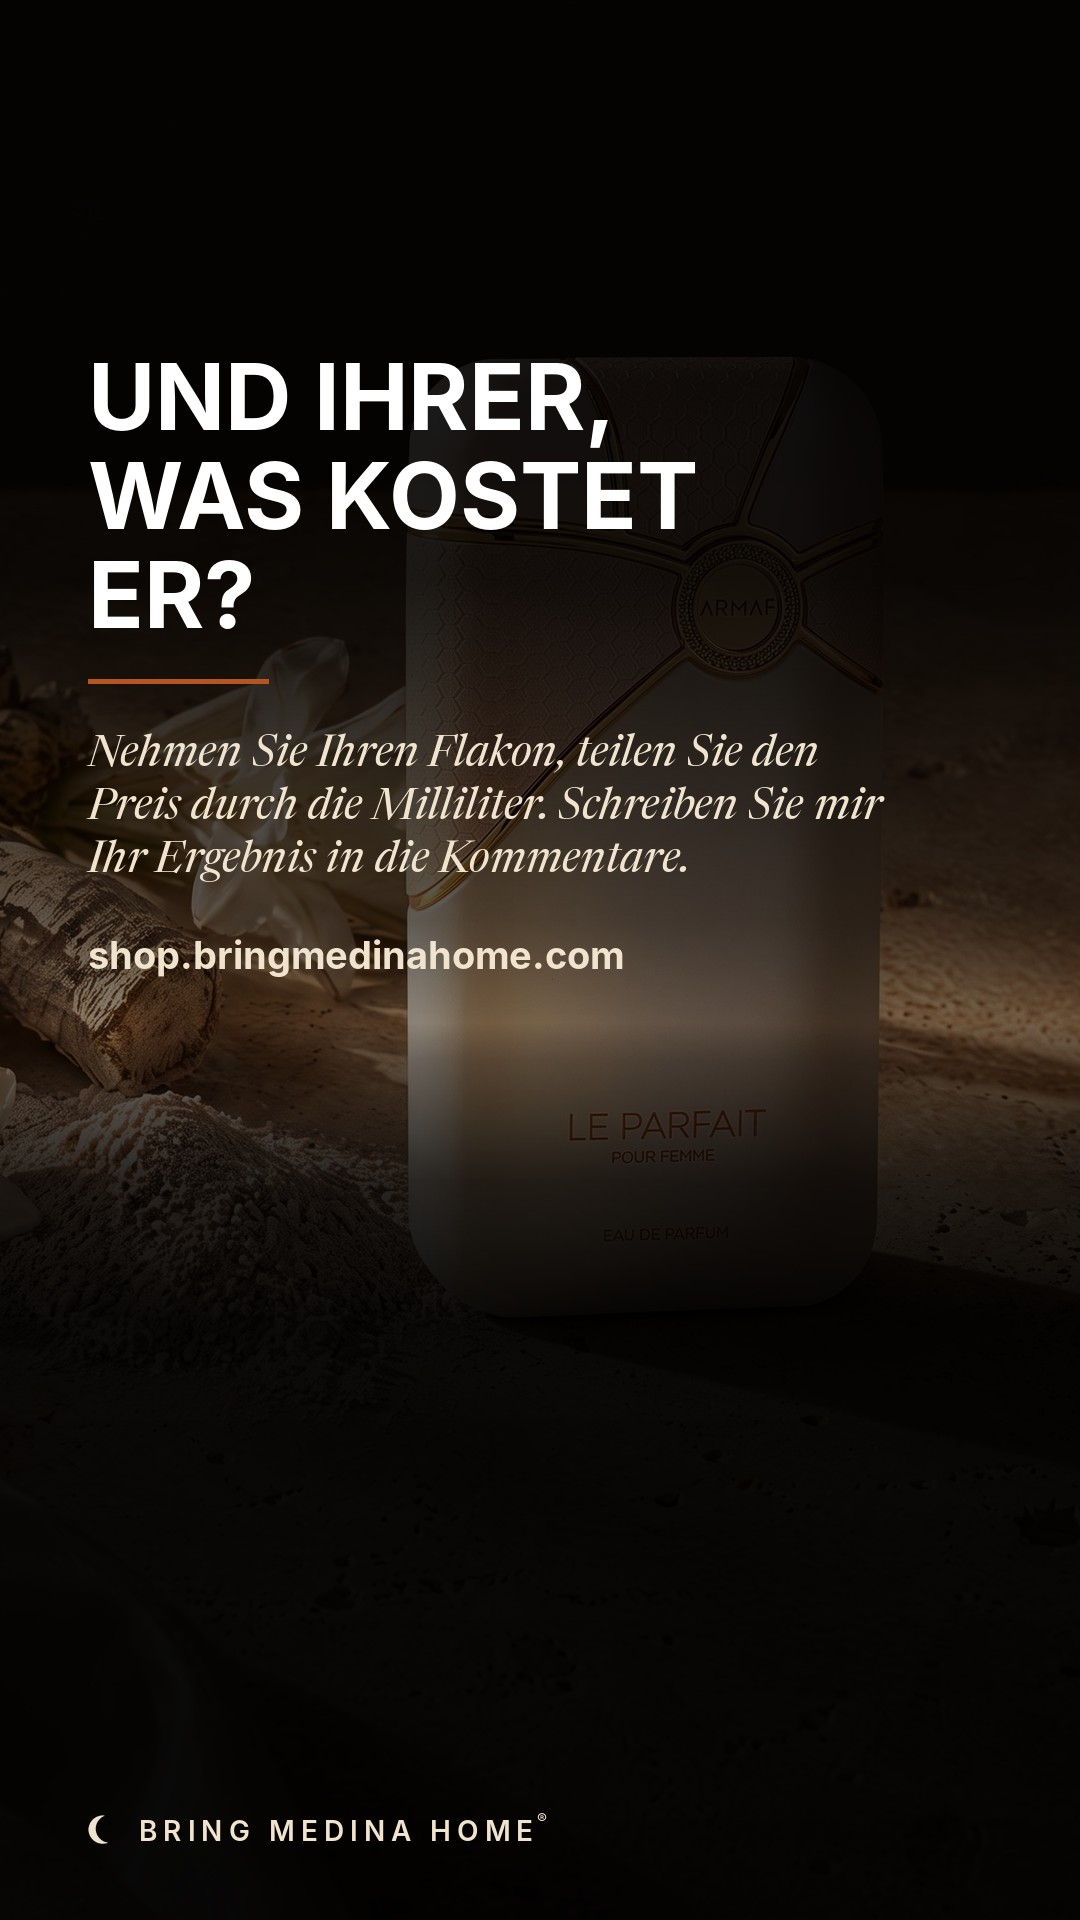 UND IHRER,
WAS KOSTET
ER?
ARMAF
Nehmen Sie Ihren Flakon, teilen Sie den
Preis durch die Milliliter. Schreiben Sie mir
Ihr Ergebnis in die Kommentare.
shop.bringmedinahome.com
LE PARFAIT
POUR FEMME
EAU DE PARFUM
BRING MEDINA HOME®